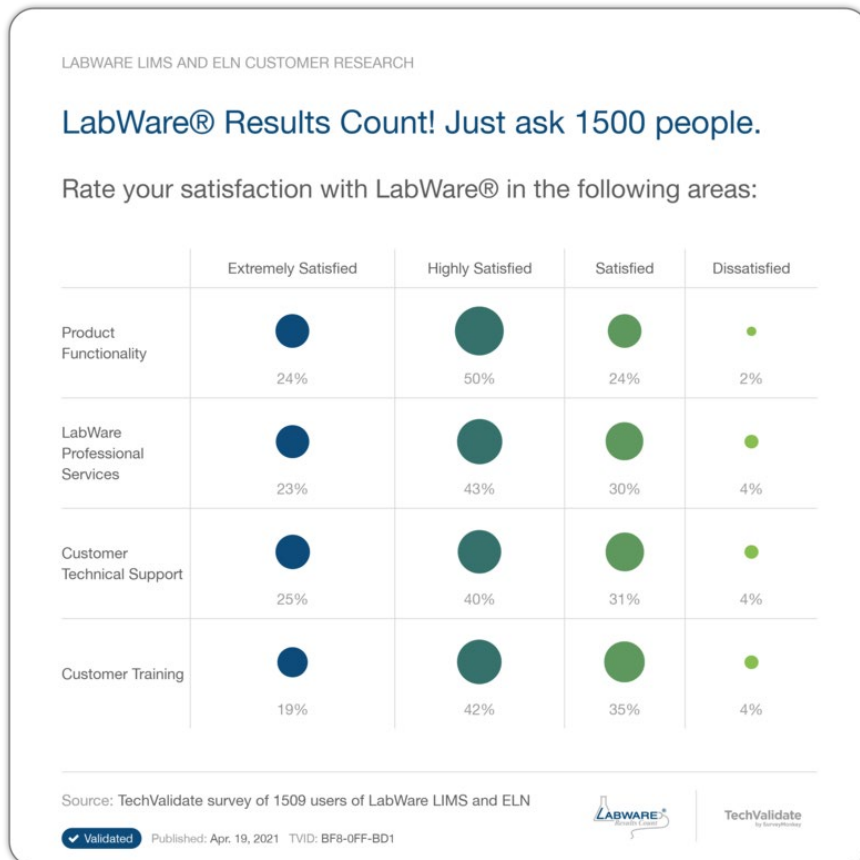 LABWARE LIMS AND ELN CUSTOMER RESEARCH
LabWare® Results Count! Just ask 1500 people.
Rate your satisfaction with LabWare® in the following areas:
Extremely Satisfied Highly Satisfied Satisfied Dissatisfied
Product
Functionality
24% 50% 24% 2%
LabWare
Professional
Services
23% 43% 30% 4%
Customer
Technical Support
25% 40% 31% 4%
Customer Training
19% 42% 35% 4%
Source: TechValidate survey of 1509 users of LabWare LIMS and ELN
LABWARE
Results Count
TechValidate
by SurveyMonkey
Validated Published: Apr. 19, 2021 TVID: BF8-0FF-BD1